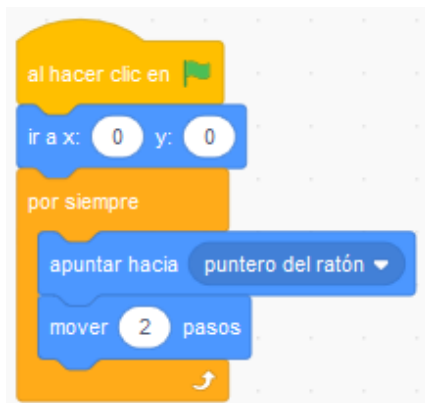 al hacer clic en
ir a x: 0 y: 0
por siempre
apuntar hacia puntero del ratón
mover 2 pasos